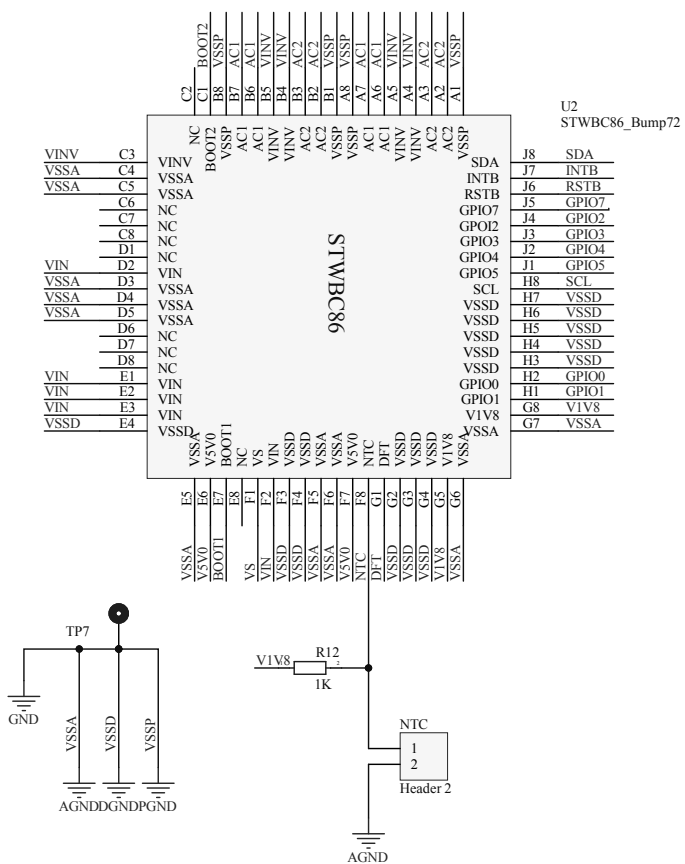 BOOT2 VSSP AC1 AC1 VINV VINV AC2 AC2 VSSP VSSP AC1 AC1 VINV VINV AC2 AC2 VSSP
C2 C1 B8 B7 B6 B5 B4 B3 B2 B1 A8 A7 A6 A5 A4 A3 A2 A1
NC BOOT2 VSSP AC1 AC1 VINV VINV AC2 AC2 VSSP VSSP AC1 AC1 VINV VINV AC2 AC2 VSSP
U2
STWBC86_Bump72
VINV C3 VINV
VSSA C4 VSSA
VSSA C5 VSSA
C6 NC
C7 NC
C8 NC
D1 NC
VIN D2 VIN
VSSA D3 VSSA
VSSA D4 VSSA
VSSA D5 VSSA
D6 NC
D7 NC
D8 NC
VIN E1 VIN
VIN E2 VIN
VIN E3 VIN
VSSD E4 VSSD
STWBC86
SDA J8 SDA
INTB J7 INTB
RSTB J6 RSTB
GPIO7 J5 GPIO7
GPOI2 J4 GPIO2
GPIO3 J3 GPIO3
GPIO4 J2 GPIO4
GPIO5 J1 GPIO5
SCL H8 SCL
VSSD H7 VSSD
VSSD H6 VSSD
VSSD H5 VSSD
VSSD H4 VSSD
VSSD H3 VSSD
GPIO0 H2 GPIO0
GPIO1 H1 GPIO1
V1V8 G8 V1V8
VSSA G7 VSSA
VSSA V5V0 BOOT1 NC VS VIN VSSD VSSD VSSA VSSA V5V0 NTC DFT VSSD VSSD VSSD V1V8 VSSA
E5 E6 E7 E8 F1 F2 F3 F4 F5 F6 F7 F8 G1 G2 G3 G4 G5 G6
VSSA V5V0 BOOT1 VS VIN VSSD VSSD VSSA VSSA V5V0 NTC DFT VSSD VSSD VSSD V1V8 VSSA
TP7
GND
VSSA VSSD VSSP
AGND DGND PGND
V1V8 1 R12 2
1K
NTC
1
2
Header 2
AGND